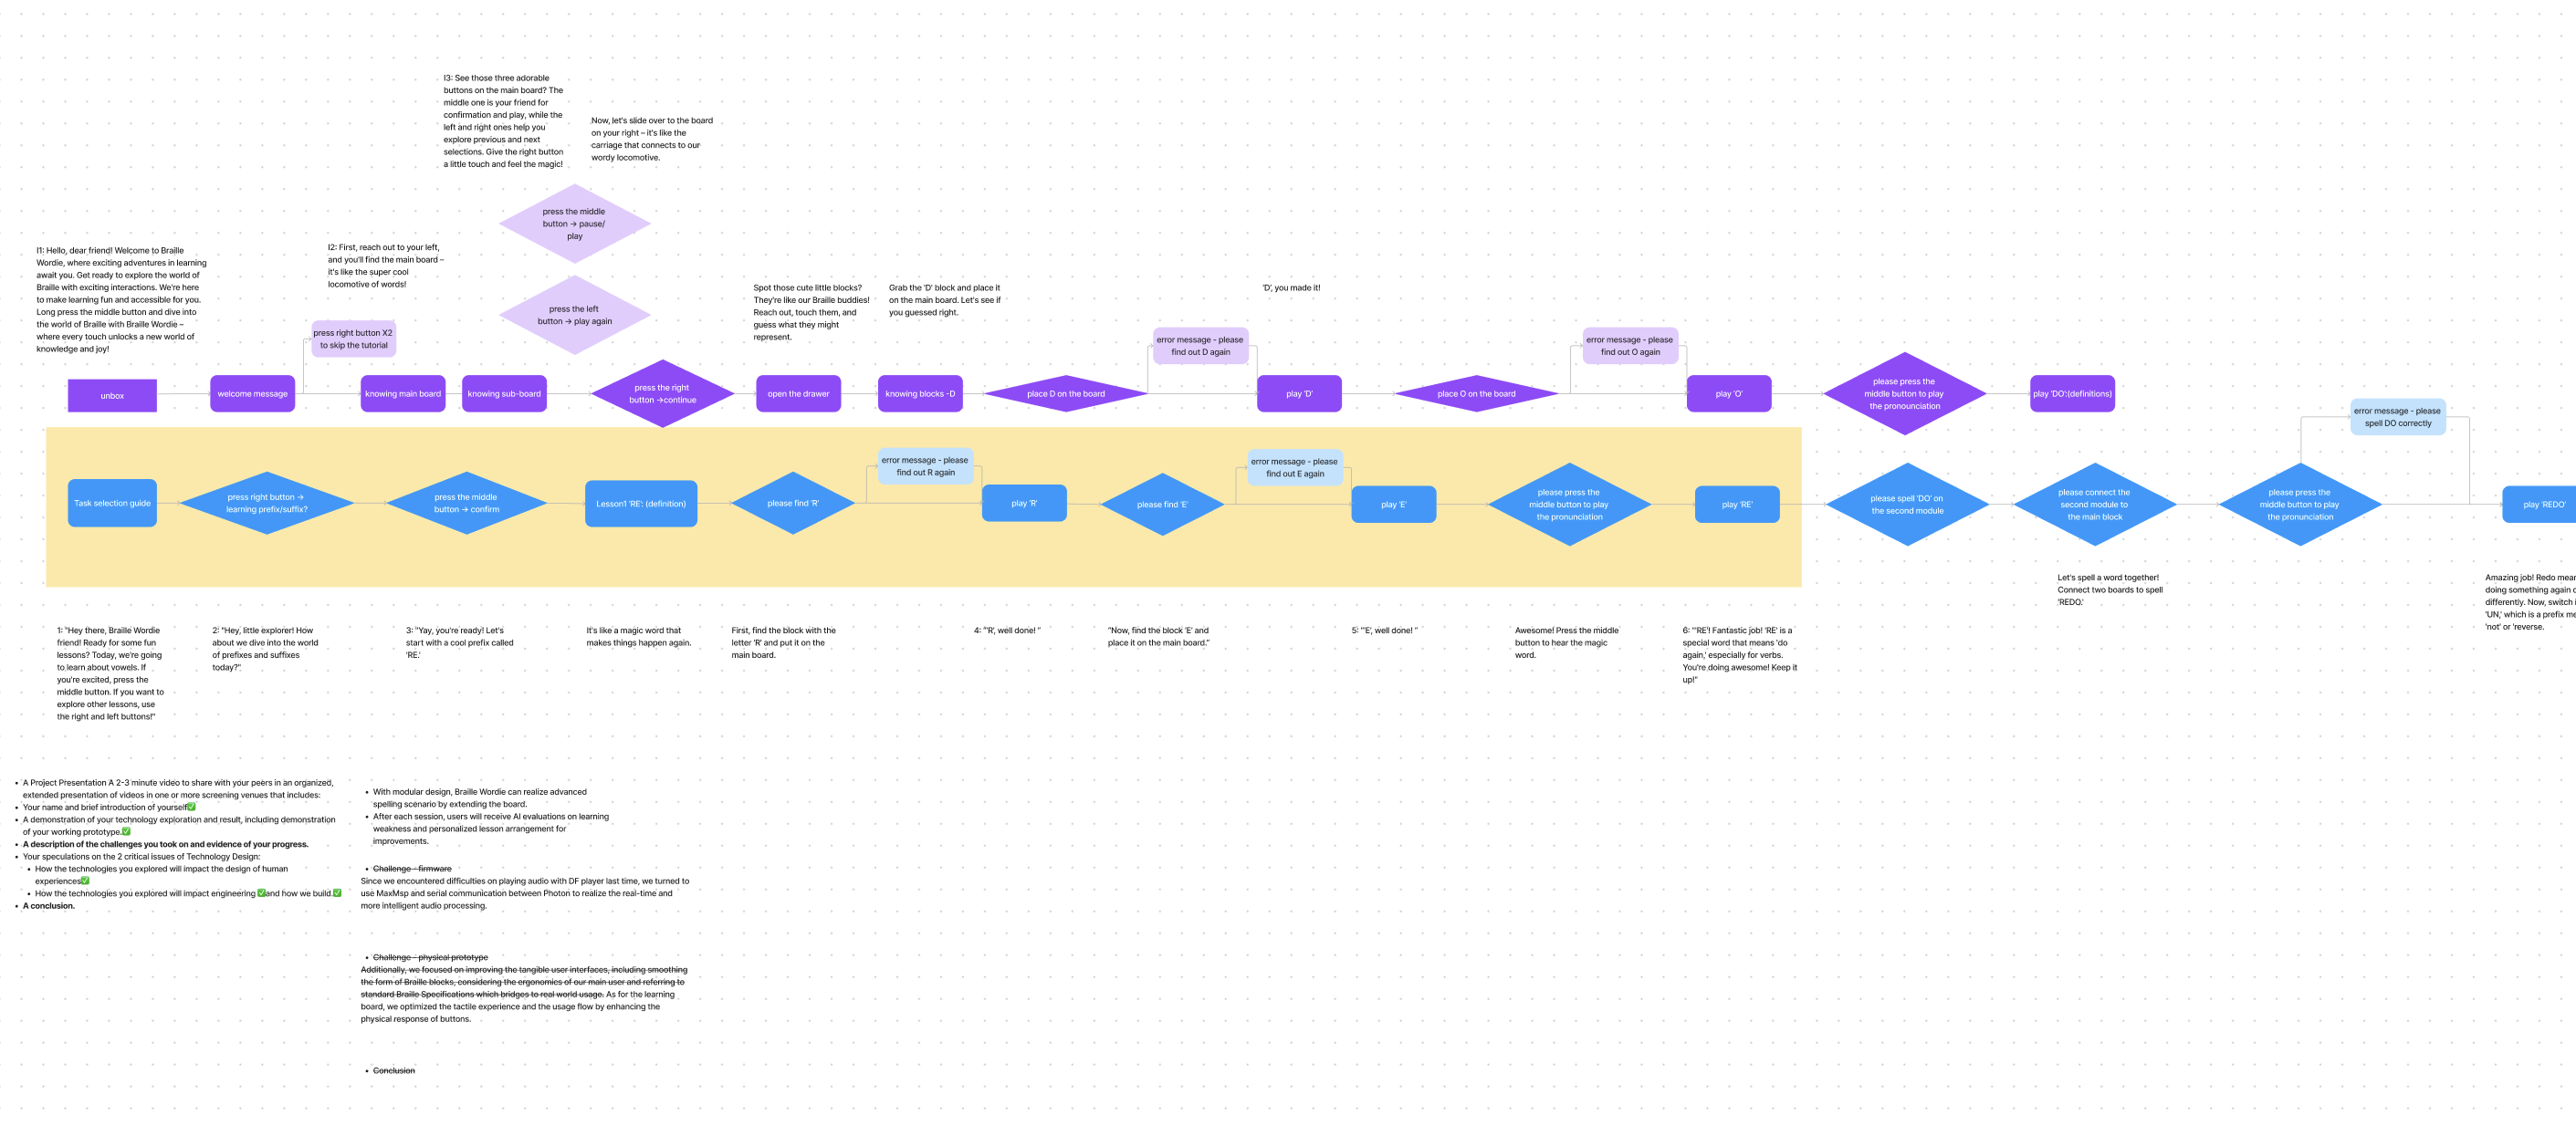 I3: See those three adorable
buttons on the main board? The
middle one is your friend for
confirmation and play, while the
left and right ones help you
explore previous and next
selections. Give the right button
a little touch and feel the magic!
Now, let's slide over to the board
on your right – it's like the
carriage that connects to our
wordy locomotive.
press the middle
button → pause/
play
I1: Hello, dear friend! Welcome to Braille
Wordie, where exciting adventures in learning
await you. Get ready to explore the world of
Braille with exciting interactions. We're here
to make learning fun and accessible for you.
Long press the middle button and dive into
the world of Braille with Braille Wordie –
where every touch unlocks a new world of
knowledge and joy!
I2: First, reach out to your left,
and you'll find the main board –
it's like the super cool
locomotive of words!
press the left
button → play again
Spot those cute little blocks?
They're like our Braille buddies!
Reach out, touch them, and
guess what they might
represent.
Grab the 'D' block and place it
on the main board. Let's see if
you guessed right.
'D', you made it!
press right button X2
to skip the tutorial
error message - please
find out D again
error message - please
find out O again
unbox
welcome message
knowing main board
knowing sub-board
press the right
button →continue
open the drawer
knowing blocks -D
place D on the board
play 'D'
place O on the board
play 'O'
please press the
middle button to play
the pronounciation
play 'DO':(definitions)
error message - please
spell DO correctly
error message - please
find out R again
error message - please
find out E again
Task selection guide
press right button →
learning prefix/suffix?
press the middle
button → confirm
Lesson1 'RE': (definition)
please find 'R'
play 'R'
please find 'E'
play 'E'
please press the
middle button to play
the pronunciation
play 'RE'
please spell 'DO' on
the second module
please connect the
second module to
the main block
please press the
middle button to play
the pronunciation
play 'REDO'
Let's spell a word together!
Connect two boards to spell
'REDO.'
Amazing job! Redo mean
doing something again o
differently. Now, switch i
'UN,' which is a prefix me
'not' or 'reverse.
1: "Hey there, Braille Wordie
friend! Ready for some fun
lessons? Today, we're going
to learn about vowels. If
you're excited, press the
middle button. If you want to
explore other lessons, use
the right and left buttons!"
2: "Hey, little explorer! How
about we dive into the world
of prefixes and suffixes
today?"
3: "Yay, you're ready! Let's
start with a cool prefix called
'RE.'
It's like a magic word that
makes things happen again.
First, find the block with the
letter 'R' and put it on the
main board.
4: "'R', well done! "
"Now, find the block 'E' and
place it on the main board."
5: "'E', well done! "
Awesome! Press the middle
button to hear the magic
word.
6: "'RE'! Fantastic job! 'RE' is a
special word that means 'do
again,' especially for verbs.
You're doing awesome! Keep it
up!"
• A Project Presentation A 2-3 minute video to share with your peers in an organized,
extended presentation of videos in one or more screening venues that includes:
• Your name and brief introduction of yourself✅
• A demonstration of your technology exploration and result, including demonstration
of your working prototype.✅
• A description of the challenges you took on and evidence of your progress.
• Your speculations on the 2 critical issues of Technology Design:
• How the technologies you explored will impact the design of human
experiences✅
• How the technologies you explored will impact engineering ✅and how we build.✅
• A conclusion.
• With modular design, Braille Wordie can realize advanced
spelling scenario by extending the board.
• After each session, users will receive AI evaluations on learning
weakness and personalized lesson arrangement for
improvements.
• Challenge - firmware
Since we encountered difficulties on playing audio with DF player last time, we turned to
use MaxMsp and serial communication between Photon to realize the real-time and
more intelligent audio processing.
• Challenge - physical prototype
Additionally, we focused on improving the tangible user interfaces, including smoothing
the form of Braille blocks, considering the ergonomics of our main user and referring to
standard Braille Specifications which bridges to real world usage. As for the learning
board, we optimized the tactile experience and the usage flow by enhancing the
physical response of buttons.
• Conclusion